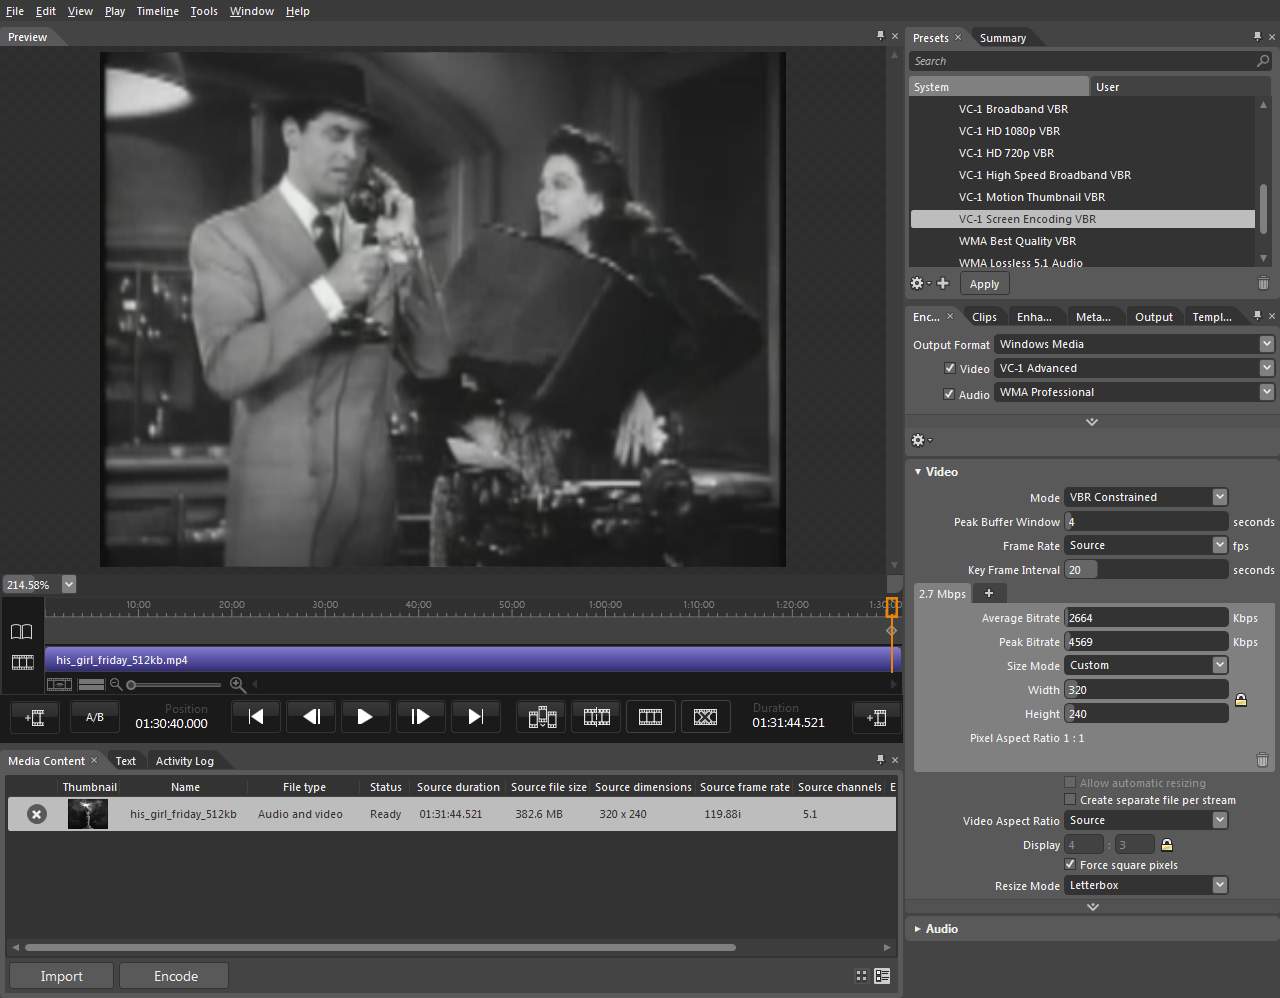 File Edit View Play Timeline Tools Window Help
Preview
214.58%
10:00 20:00 30:00 40:00 50:00 1:00:00 1:10:00 1:20:00 1:30:00
his_girl_friday_512kb.mp4
A/B
Position
01:30:40.000
Duration
01:31:44.521
Media Content Text Activity Log
Thumbnail Name File type Status Source duration Source file size Source dimensions Source frame rate Source channels E
his_girl_friday_512kb Audio and video Ready 01:31:44.521 382.6 MB 320 x 240 119.88i 5.1
Import Encode
Presets Summary
Search
System User
VC-1 Broadband VBR
VC-1 HD 1080p VBR
VC-1 HD 720p VBR
VC-1 High Speed Broadband VBR
VC-1 Motion Thumbnail VBR
VC-1 Screen Encoding VBR
WMA Best Quality VBR
WMA Lossless 5.1 Audio
Apply
Enc... Clips Enha... Meta... Output Templ...
Output Format Windows Media
Video VC-1 Advanced
Audio WMA Professional
Video
Mode VBR Constrained
Peak Buffer Window 4 seconds
Frame Rate Source fps
Key Frame Interval 20 seconds
2.7 Mbps +
Average Bitrate 2664 Kbps
Peak Bitrate 4569 Kbps
Size Mode Custom
Width 320
Height 240
Pixel Aspect Ratio 1 : 1
Allow automatic resizing
Create separate file per stream
Video Aspect Ratio Source
Display 4 : 3
Force square pixels
Resize Mode Letterbox
Audio